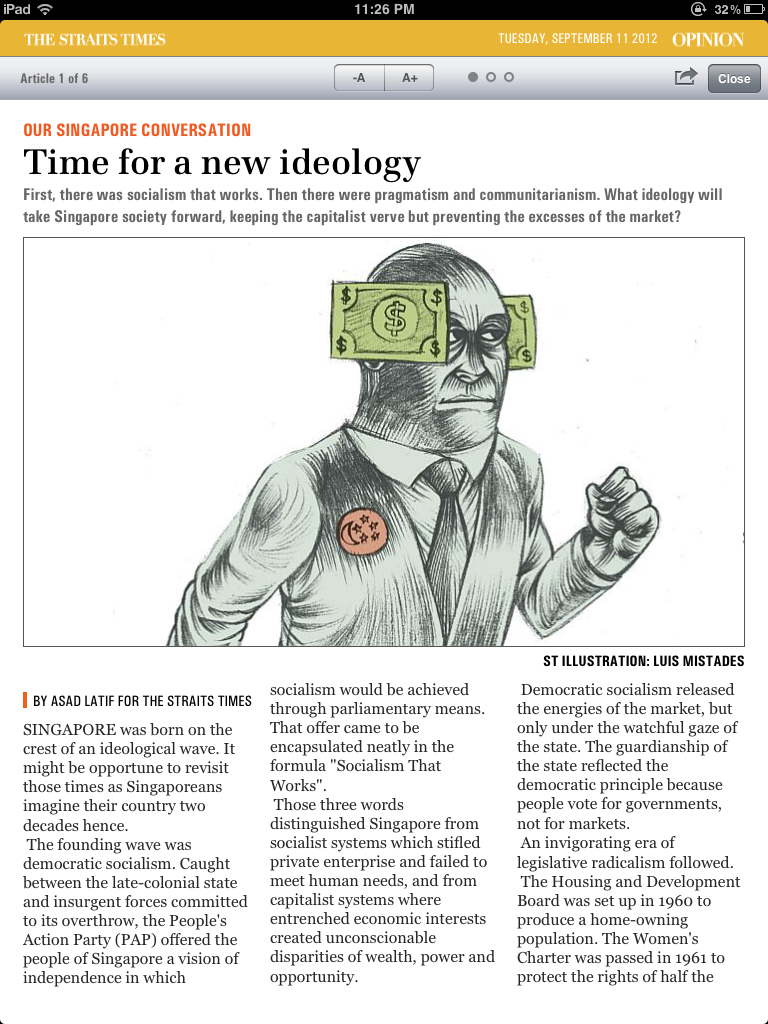 iPad
11:26 PM
32%
THE STRAITS TIMES
TUESDAY, SEPTEMBER 11 2012
OPINION
Article 1 of 6
-A
A+
Close
OUR SINGAPORE CONVERSATION
Time for a new ideology
First, there was socialism that works. Then there were pragmatism and communitarianism. What ideology will
take Singapore society forward, keeping the capitalist verve but preventing the excesses of the market?
$ $
$
$ $
$
$
ST ILLUSTRATION: LUIS MISTADES
BY ASAD LATIF FOR THE STRAITS TIMES
SINGAPORE was born on the
crest of an ideological wave. It
might be opportune to revisit
those times as Singaporeans
imagine their country two
decades hence.
The founding wave was
democratic socialism. Caught
between the late-colonial state
and insurgent forces committed
to its overthrow, the People's
Action Party (PAP) offered the
people of Singapore a vision of
independence in which
socialism would be achieved
through parliamentary means.
That offer came to be
encapsulated neatly in the
formula "Socialism That
Works".
Those three words
distinguished Singapore from
socialist systems which stifled
private enterprise and failed to
meet human needs, and from
capitalist systems where
entrenched economic interests
created unconscionable
disparities of wealth, power and
opportunity.
Democratic socialism released
the energies of the market, but
only under the watchful gaze of
the state. The guardianship of
the state reflected the
democratic principle because
people vote for governments,
not for markets.
An invigorating era of
legislative radicalism followed.
The Housing and Development
Board was set up in 1960 to
produce a home-owning
population. The Women's
Charter was passed in 1961 to
protect the rights of half the